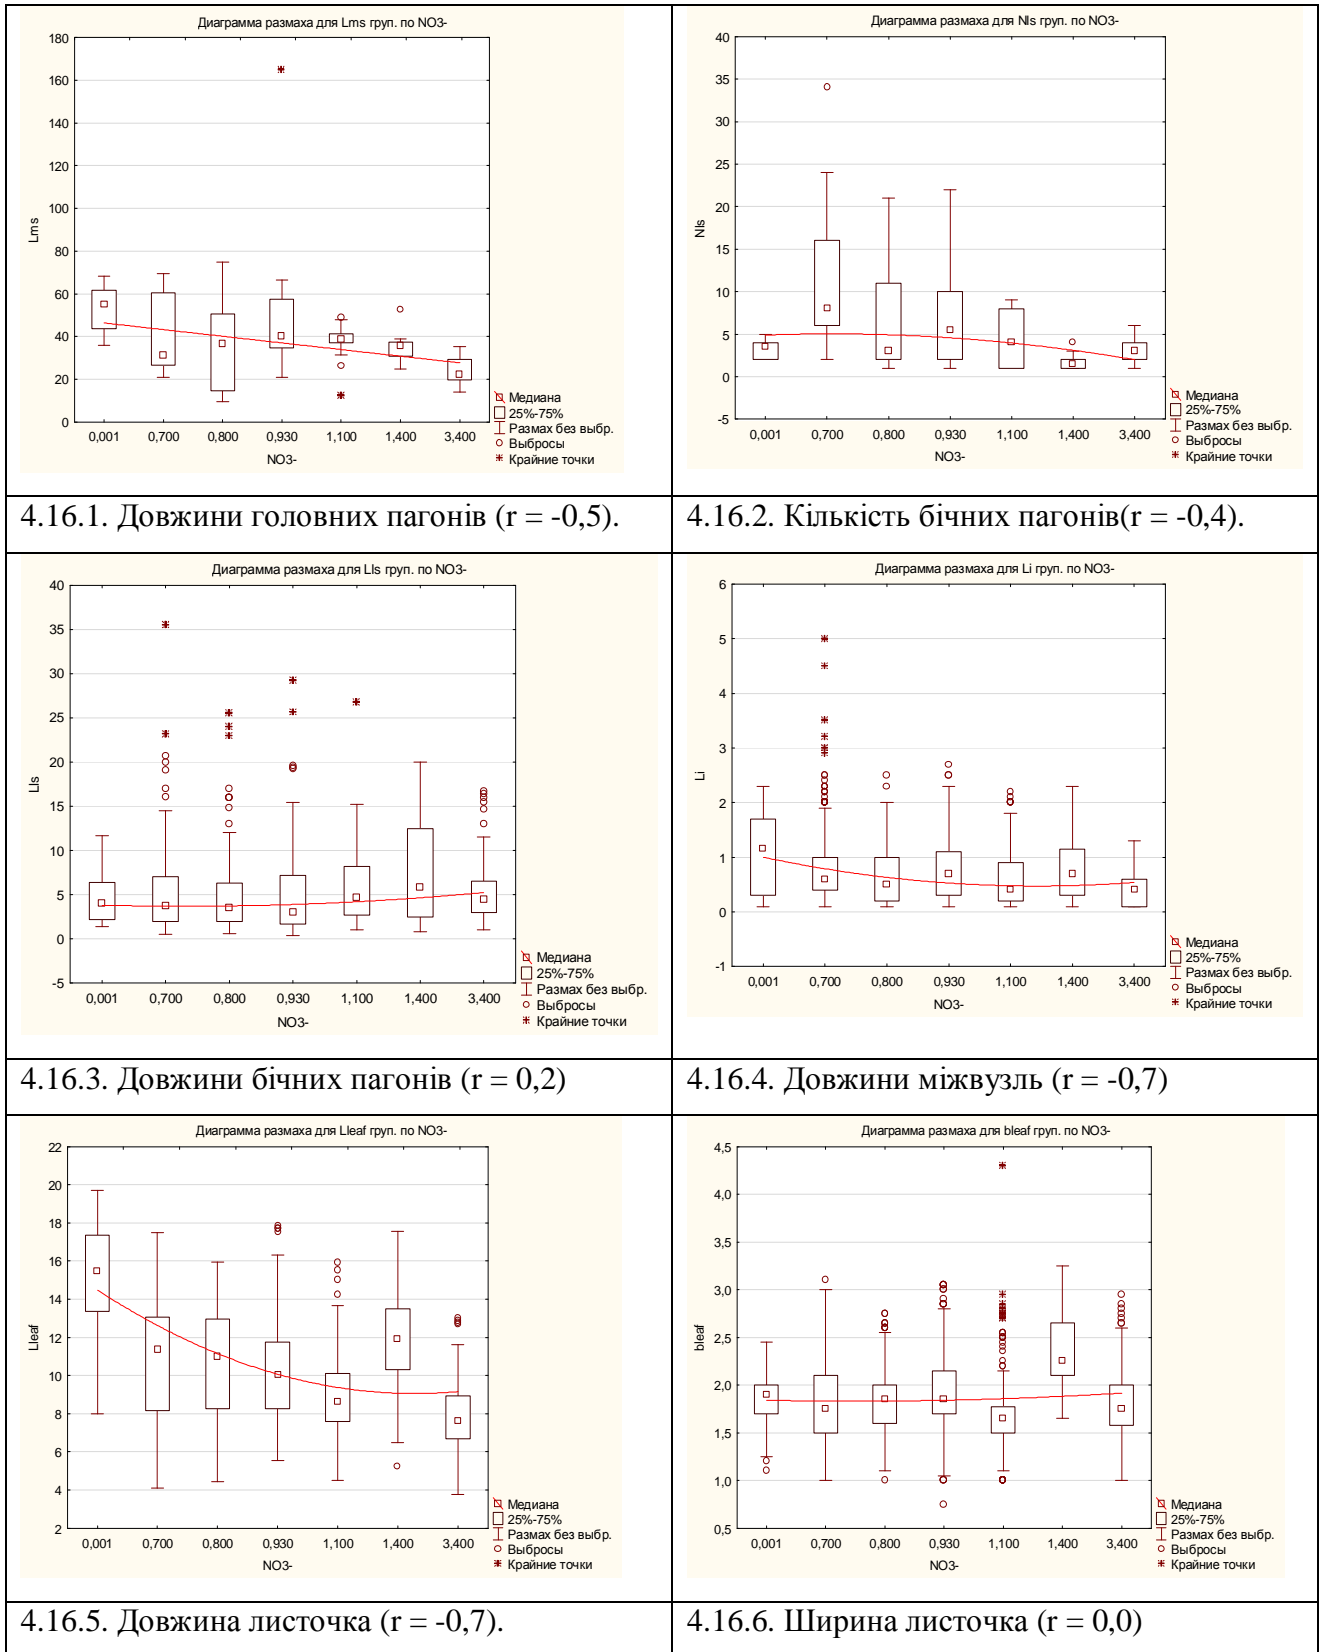 Диаграмма размаха для Lms груп. по NO3-
180
160
140
120
100
80
60
40
20
0
Lms
0,001 0,700 0,800 0,930 1,100 1,400 3,400
NO3-
Медиана
25%-75%
Размах без выбр.
Выбросы
Крайние точки
4.16.1. Довжини головних пагонів (r = -0,5).
Диаграмма размаха для Nls груп. по NO3-
40
35
30
25
20
15
10
5
0
-5
Nls
0,001 0,700 0,800 0,930 1,100 1,400 3,400
NO3-
Медиана
25%-75%
Размах без выбр.
Выбросы
Крайние точки
4.16.2. Кількість бічних пагонів(r = -0,4).
Диаграмма размаха для Lls груп. по NO3-
40
35
30
25
20
15
10
5
0
-5
Lls
0,001 0,700 0,800 0,930 1,100 1,400 3,400
NO3-
Медиана
25%-75%
Размах без выбр.
Выбросы
Крайние точки
4.16.3. Довжини бічних пагонів (r = 0,2)
Диаграмма размаха для Li груп. по NO3-
6
5
4
3
2
1
0
-1
Li
0,001 0,700 0,800 0,930 1,100 1,400 3,400
NO3-
Медиана
25%-75%
Размах без выбр.
Выбросы
Крайние точки
4.16.4. Довжини міжвузль (r = -0,7)
Диаграмма размаха для Lleaf груп. по NO3-
22
20
18
16
14
12
10
8
6
4
2
Lleaf
0,001 0,700 0,800 0,930 1,100 1,400 3,400
NO3-
Медиана
25%-75%
Размах без выбр.
Выбросы
Крайние точки
4.16.5. Довжина листочка (r = -0,7).
Диаграмма размаха для bleaf груп. по NO3-
4,5
4,0
3,5
3,0
2,5
2,0
1,5
1,0
0,5
bleaf
0,001 0,700 0,800 0,930 1,100 1,400 3,400
NO3-
Медиана
25%-75%
Размах без выбр.
Выбросы
Крайние точки
4.16.6. Ширина листочка (r = 0,0)